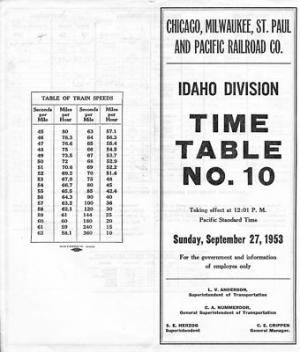 TABLE OF TRAIN SPEEDS
Seconds per Mile Miles per Hour Seconds per Mile Miles per Hour
45 80 63 57.1
46 78.3 64 56.3
47 76.6 65 55.4
48 75 66 54.5
49 73.5 67 53.7
50 72 68 52.9
51 70.6 69 52.2
52 69.2 70 51.4
53 67.9 75 48
54 66.7 80 45
55 65.5 85 42.4
56 64.3 90 40
57 63.2 100 36
58 62.1 120 30
59 61 144 25
60 60 180 20
61 59 240 15
62 58.1 360 10
CHICAGO, MILWAUKEE, ST. PAUL
AND PACIFIC RAILROAD CO.
IDAHO DIVISION
TIME
TABLE
NO. 10
Taking effect at 12:01 P. M.
Pacific Standard Time
Sunday, September 27, 1953
For the government and information
of employes only
L. V. ANDERSON,
Superintendent of Transportation
C. A. NUMMERDOR,
General Superintendent of Transportation
S. E. HERZOG
Superintendent
C. E. CRIPPEN
General Manager.